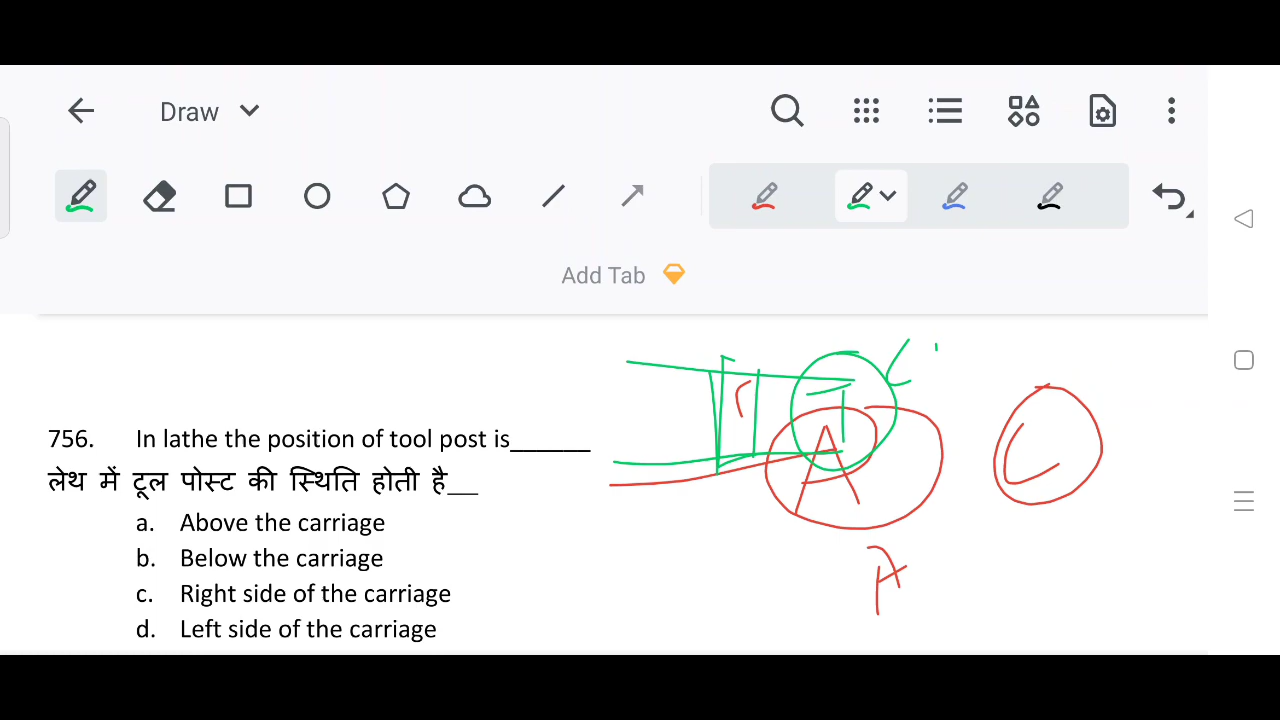 Draw
Add Tab
756. In lathe the position of tool post is______
लेथ में टूल पोस्ट की स्थिति होती है__
a. Above the carriage
b. Below the carriage
c. Right side of the carriage
d. Left side of the carriage
A
C
A